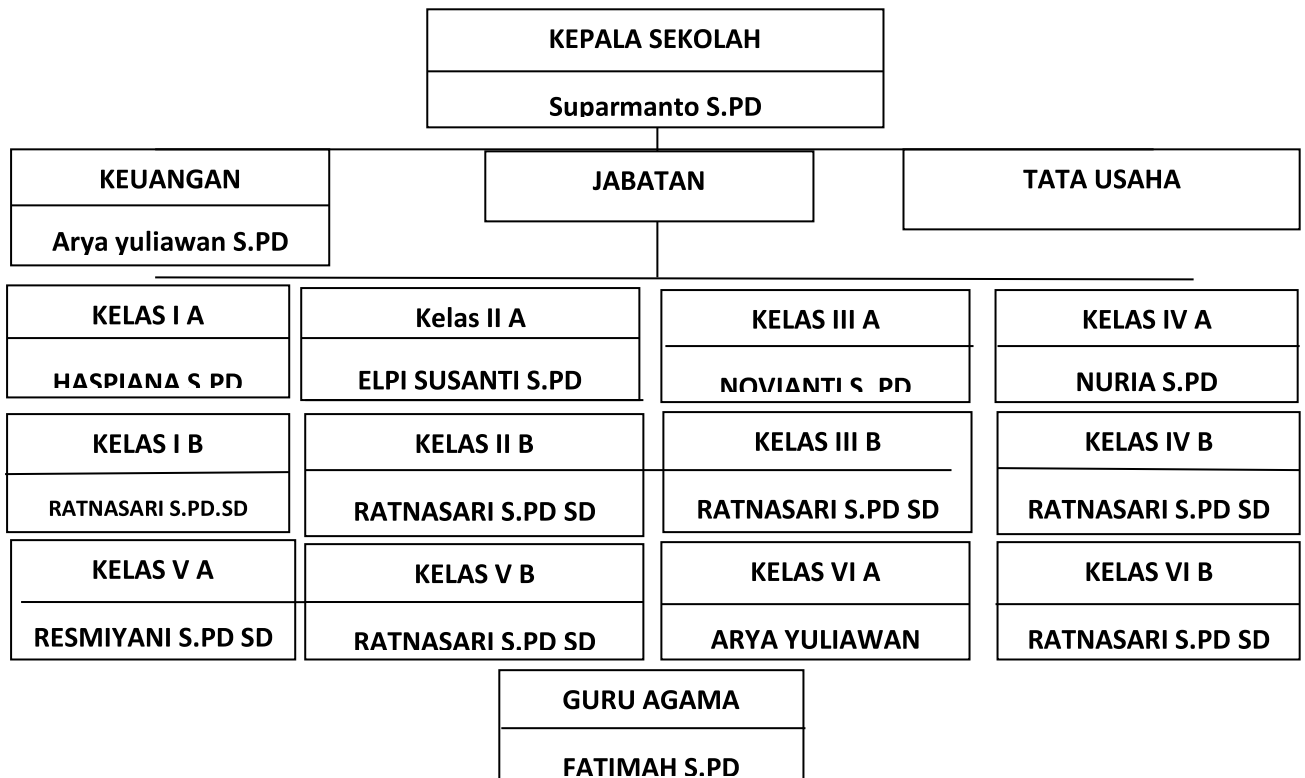 KEPALA SEKOLAH
Suparmanto S.PD
KEUANGAN
Arya yuliawan S.PD
JABATAN
TATA USAHA
KELAS I A
HASPIANA S.PD
Kelas II A
ELPI SUSANTI S.PD
KELAS III A
NOVIANTI S. PD
KELAS IV A
NURIA S.PD
KELAS I B
RATNASARI S.PD.SD
KELAS II B
RATNASARI S.PD SD
KELAS III B
RATNASARI S.PD SD
KELAS IV B
RATNASARI S.PD SD
KELAS V A
RESMIYANI S.PD SD
KELAS V B
RATNASARI S.PD SD
KELAS VI A
ARYA YULIAWAN
KELAS VI B
RATNASARI S.PD SD
GURU AGAMA
FATIMAH S.PD